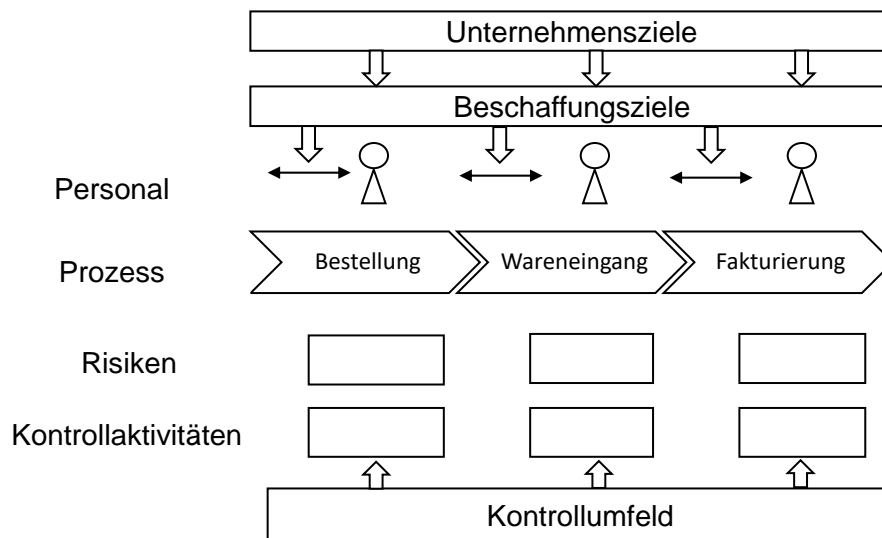 Unternehmensziele
Beschaffungsziele
Personal
Prozess
Bestellung
Wareneingang
Fakturierung
Risiken
Kontrollaktivitäten
Kontrollumfeld